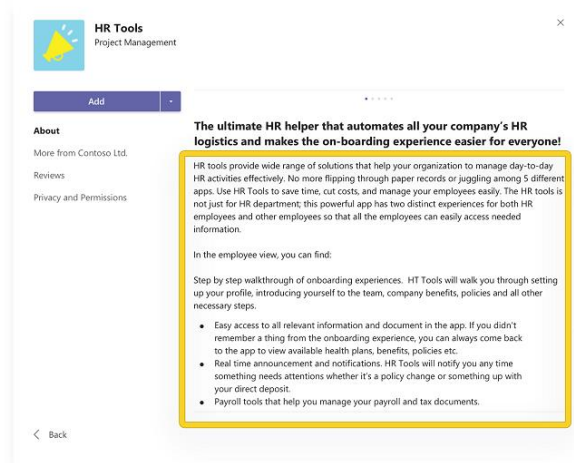 HR Tools
Project Management
Add
About
More from Contoso Ltd.
Reviews
Privacy and Permissions
The ultimate HR helper that automates all your company's HR
logistics and makes the on-boarding experience easier for everyone!
HR tools provide wide range of solutions that help your organization to manage day-to-day
HR activities effectively. No more flipping through paper records or juggling among 5 different
apps. Use HR Tools to save time, cut costs, and manage your employees easily. The HR tools is
not just for HR department; this powerful app has two distinct experiences for both HR
employees and other employees so that all the employees can easily access needed
information.
In the employee view, you can find:
Step by step walkthrough of onboarding experiences.  HT Tools will walk you through setting
up your profile, introducing yourself to the team, company benefits, policies and all other
necessary steps.
• Easy access to all relevant information and document in the app. If you didn't
remember a thing from the onboarding experience, you can always come back
to the app to view available health plans, benefits, policies etc.
• Real time announcement and notifications. HR Tools will notify you any time
something needs attentions whether it's a policy change or something up with
your direct deposit.
• Payroll tools that help you manage your payroll and tax documents.
Back